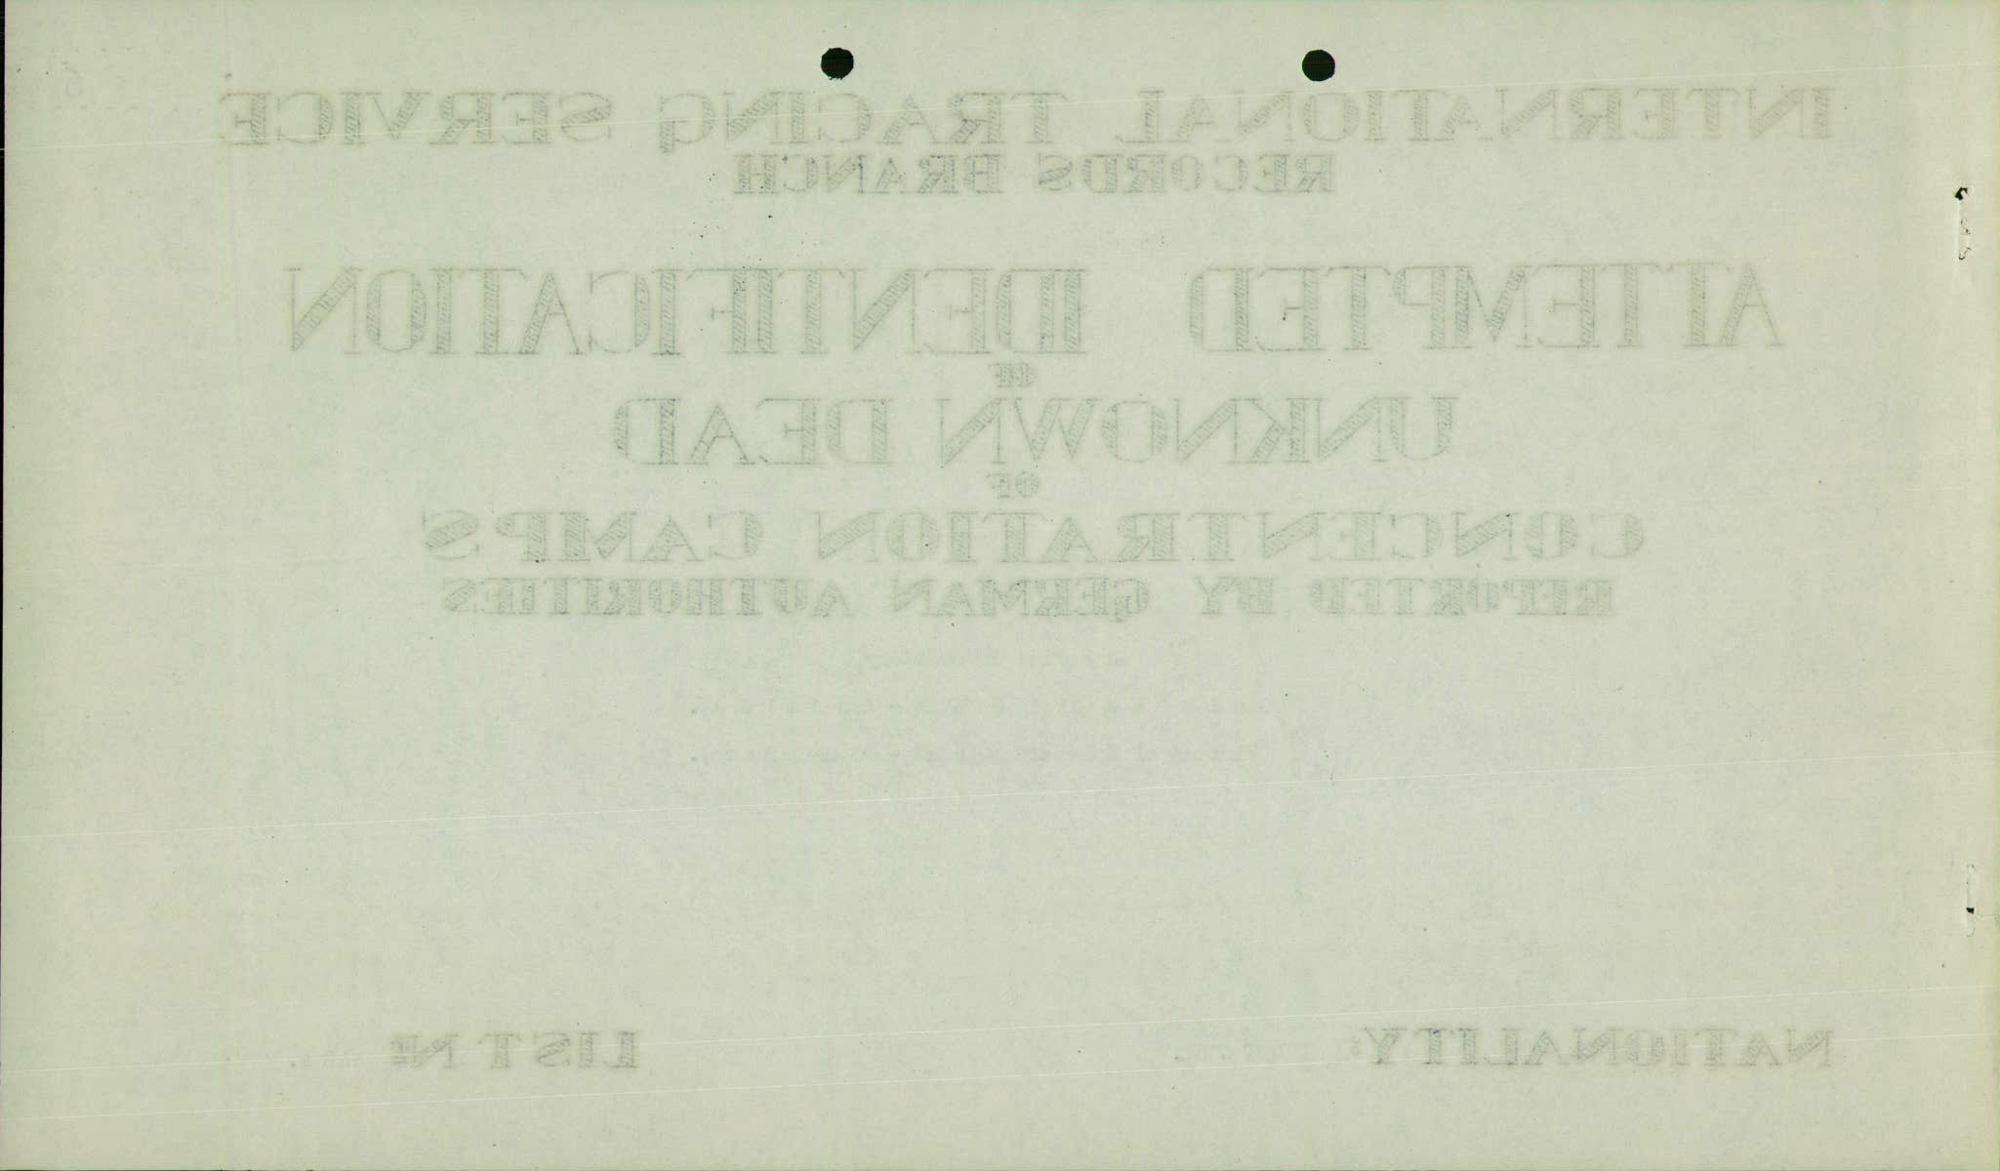 INTERNATIONAL TRACING SERVICE
RECORDS BRANCH
ATTEMPTED IDENTIFICATION
OF
UNKNOWN DEAD
OF
CONCENTRATION CAMPS
REPORTED BY GERMAN AUTHORITIES
NATIONALITY: LIST Nº